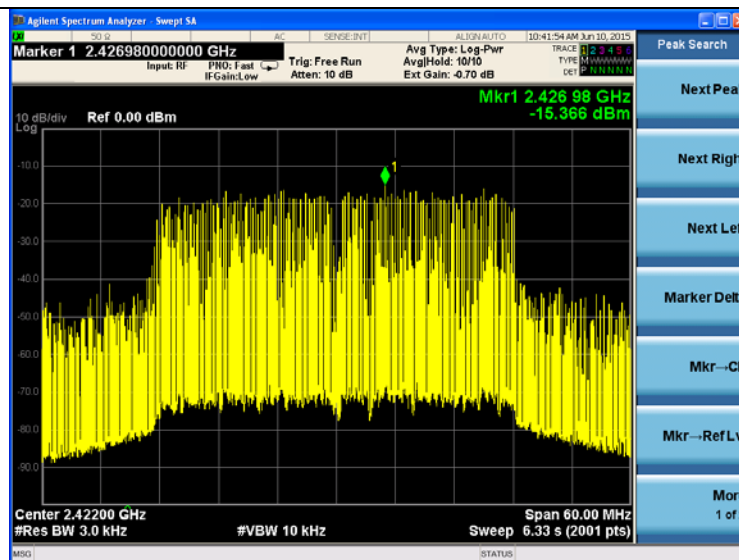 Agilent Spectrum Analyzer - Swept SA
50 Ω AC SENSE:INT ALIGNAUTO 10:41:54 AM Jun 10, 2015
Marker 1 2.426980000000 GHz
Input: RF PNO: Fast IFGain:Low
Trig: Free Run Atten: 10 dB
Avg Type: Log-Pwr Avg|Hold: 10/10 Ext Gain: -0.70 dB
TRACE 1 2 3 4 5 6
TYPE M
DET P N N N N N
Peak Search
Mkr1 2.426 98 GHz
-15.366 dBm
10 dB/div Ref 0.00 dBm
Log
1
-10.0
-20.0
-30.0
-40.0
-50.0
-60.0
-70.0
-80.0
-90.0
Center 2.42200 GHz Span 60.00 MHz
#Res BW 3.0 kHz #VBW 10 kHz Sweep 6.33 s (2001 pts)
MSG STATUS
Next Pea
Next Righ
Next Lef
Marker Delt
Mkr→C
Mkr→Ref Lv
Mor
1 of